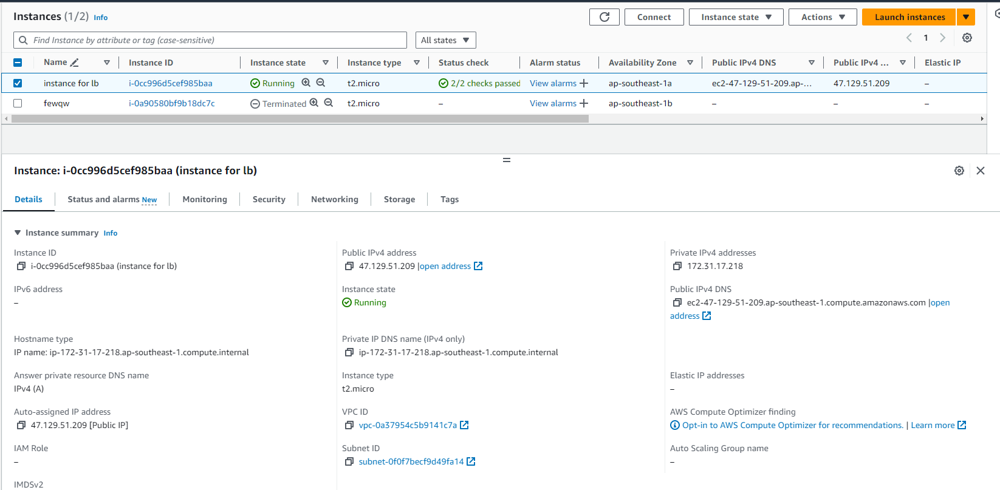 Instances (1/2) Info
Connect
Instance state
Actions
Launch instances
Find Instance by attribute or tag (case-sensitive)
All states
1
Name Instance ID Instance state Instance type Status check Alarm status Availability Zone Public IPv4 DNS Public IPv4 ... Elastic IP
instance for lb i-0cc996d5cef985baa Running t2.micro 2/2 checks passed View alarms + ap-southeast-1a ec2-47-129-51-209.ap-... 47.129.51.209 –
fewqw i-0a90580bf9b18dc7c Terminated t2.micro – View alarms + ap-southeast-1b – – –
Instance: i-0cc996d5cef985baa (instance for lb)
Details Status and alarms New Monitoring Security Networking Storage Tags
Instance summary Info
Instance ID
i-0cc996d5cef985baa (instance for lb)
Public IPv4 address
47.129.51.209 |open address
Private IPv4 addresses
172.31.17.218
IPv6 address
–
Instance state
Running
Public IPv4 DNS
ec2-47-129-51-209.ap-southeast-1.compute.amazonaws.com |open
address
Hostname type
IP name: ip-172-31-17-218.ap-southeast-1.compute.internal
Private IP DNS name (IPv4 only)
ip-172-31-17-218.ap-southeast-1.compute.internal
Answer private resource DNS name
IPv4 (A)
Instance type
t2.micro
Elastic IP addresses
–
Auto-assigned IP address
47.129.51.209 [Public IP]
VPC ID
vpc-0a37954c5b9141c7a
AWS Compute Optimizer finding
Opt-in to AWS Compute Optimizer for recommendations. | Learn more
IAM Role
–
Subnet ID
subnet-0f0f7becf9d49fa14
Auto Scaling Group name
–
IMDSv2